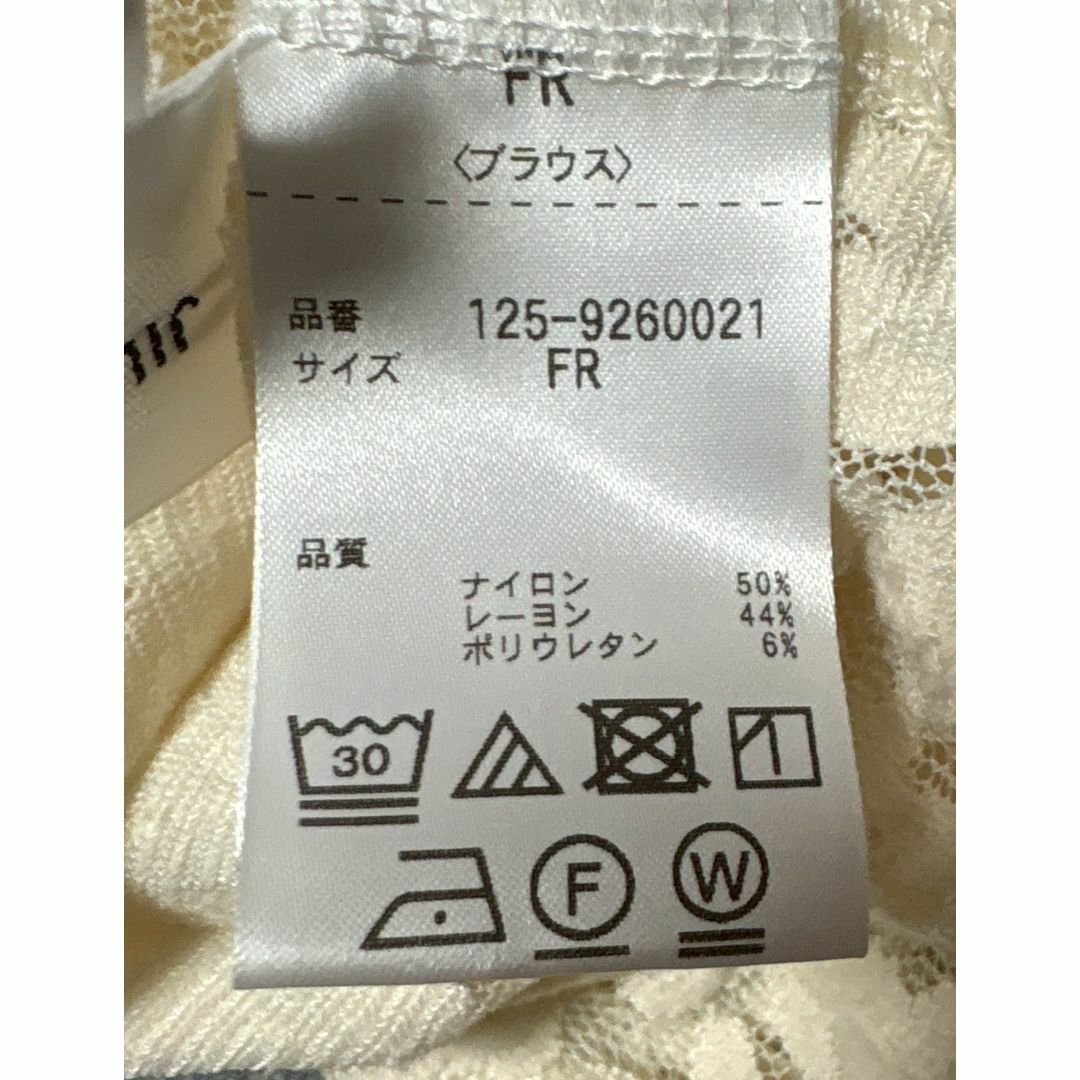 FR
〈ブラウス〉
品番 125-9260021
サイズ FR
品質
ナイロン 50%
レーヨン 44%
ポリウレタン 6%
30
1
F
W